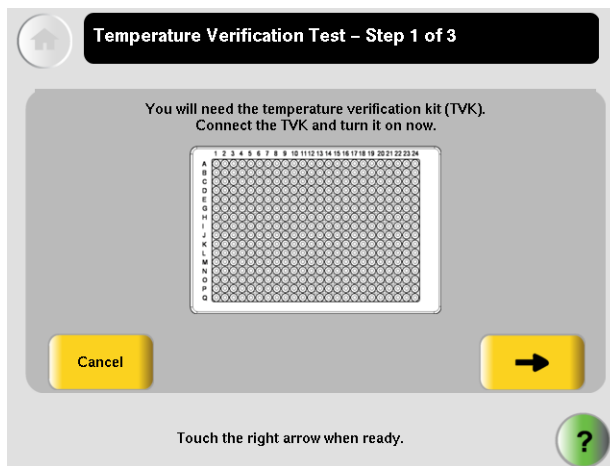 Temperature Verification Test – Step 1 of 3
You will need the temperature verification kit (TVK).
Connect the TVK and turn it on now.
1 2 3 4 5 6 7 8 9 10 11 12 13 14 15 16 17 18 19 20 21 22 23 24
A
B
C
D
E
G
H
I
J
K
L
M
N
O
P
Q
Cancel
Touch the right arrow when ready.
?